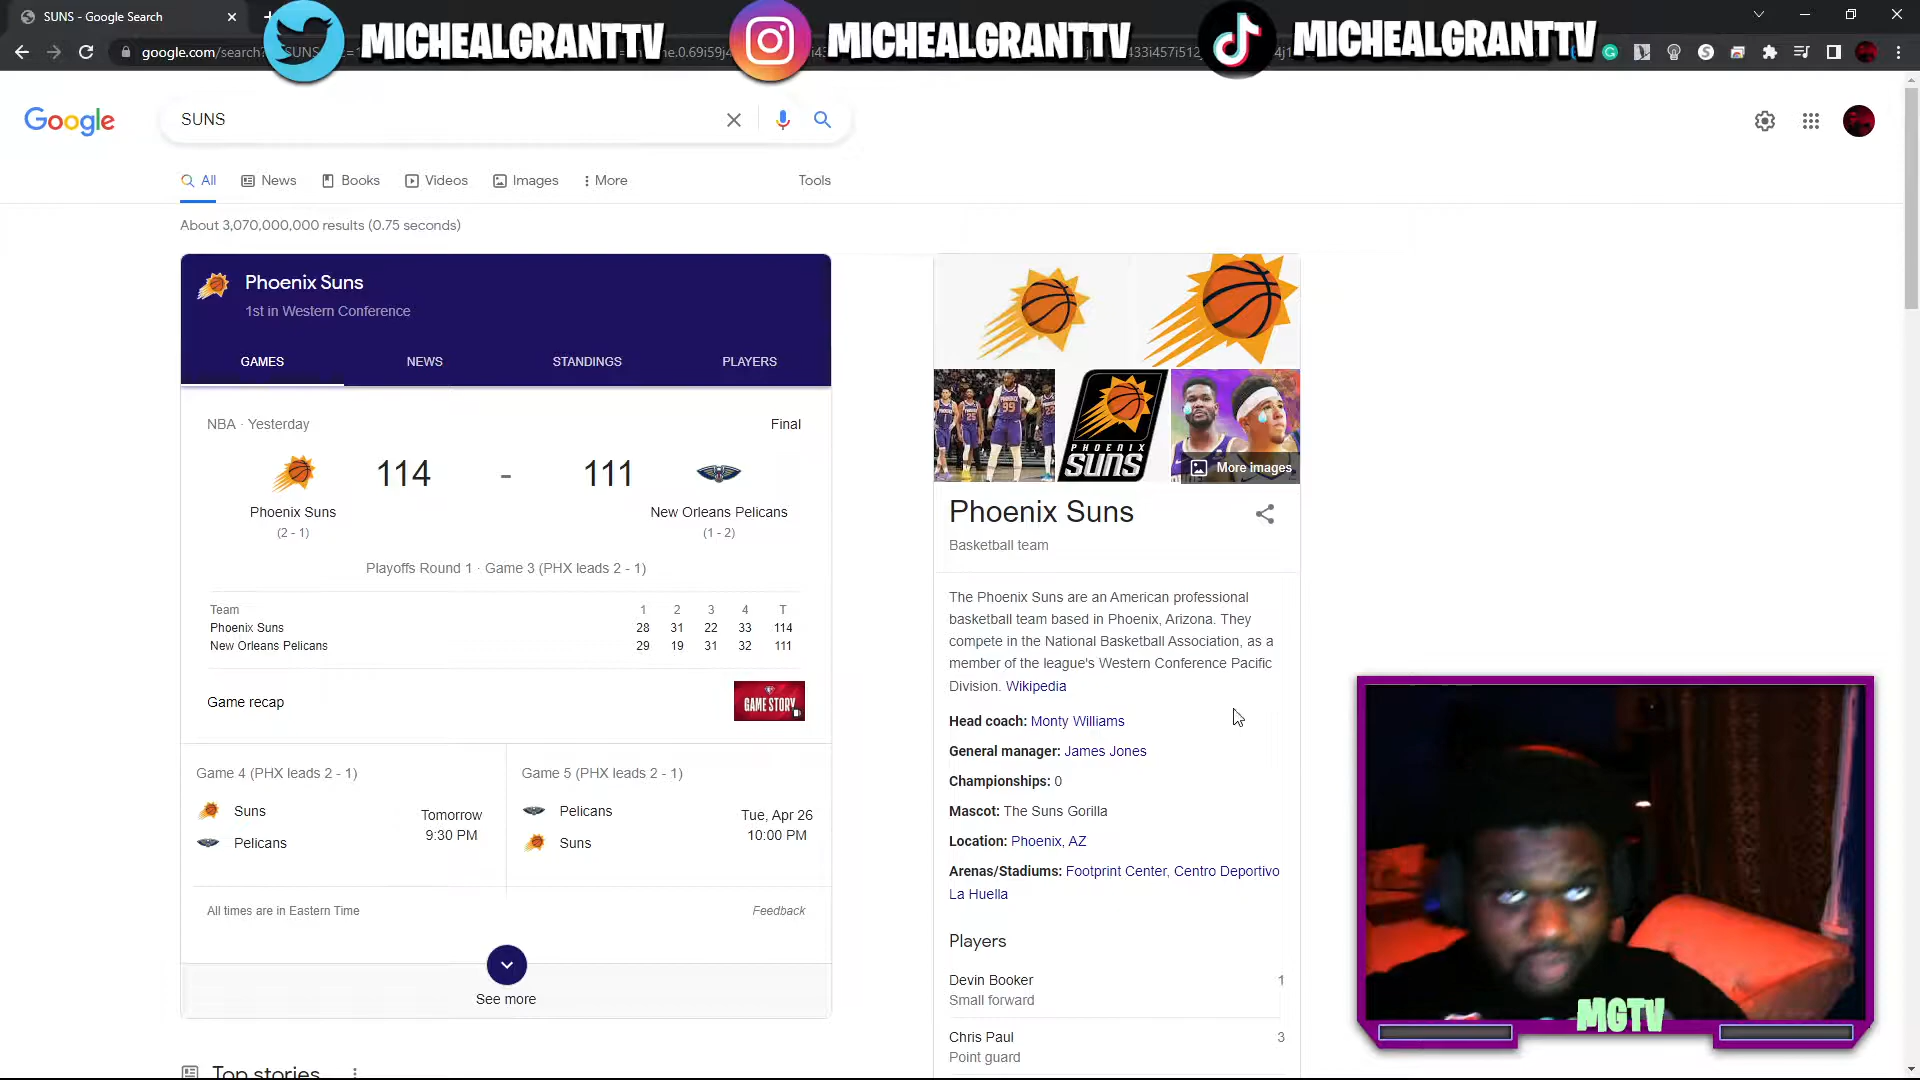 SUNS - Google Search
MICHEALGRANTTV
MICHEALGRANTTV
MICHEALGRANTTV
google.com/search?
Google
SUNS
All
News
Books
Videos
Images
More
Tools
About 3,070,000,000 results (0.75 seconds)
Phoenix Suns
1st in Western Conference
GAMES
NEWS
STANDINGS
PLAYERS
NBA · Yesterday
Final
114 - 111
Phoenix Suns
New Orleans Pelicans
(2 - 1)
(1 - 2)
Playoffs Round 1 · Game 3 (PHX leads 2 - 1)
Team 1 2 3 4 T
Phoenix Suns 28 31 22 33 114
New Orleans Pelicans 29 19 31 32 111
Game recap
GAME STORY
Game 4 (PHX leads 2 - 1)
Suns
Pelicans
Tomorrow
9:30 PM
Game 5 (PHX leads 2 - 1)
Pelicans
Suns
Tue, Apr 26
10:00 PM
All times are in Eastern Time
Feedback
See more
Top stories
PHOENIX
SUNS
More images
Phoenix Suns
Basketball team
The Phoenix Suns are an American professional
basketball team based in Phoenix, Arizona. They
compete in the National Basketball Association, as a
member of the league's Western Conference Pacific
Division. Wikipedia
Head coach: Monty Williams
General manager: James Jones
Championships: 0
Mascot: The Suns Gorilla
Location: Phoenix, AZ
Arenas/Stadiums: Footprint Center, Centro Deportivo
La Huella
Players
Devin Booker 1
Small forward
Chris Paul 3
Point guard
MGTV